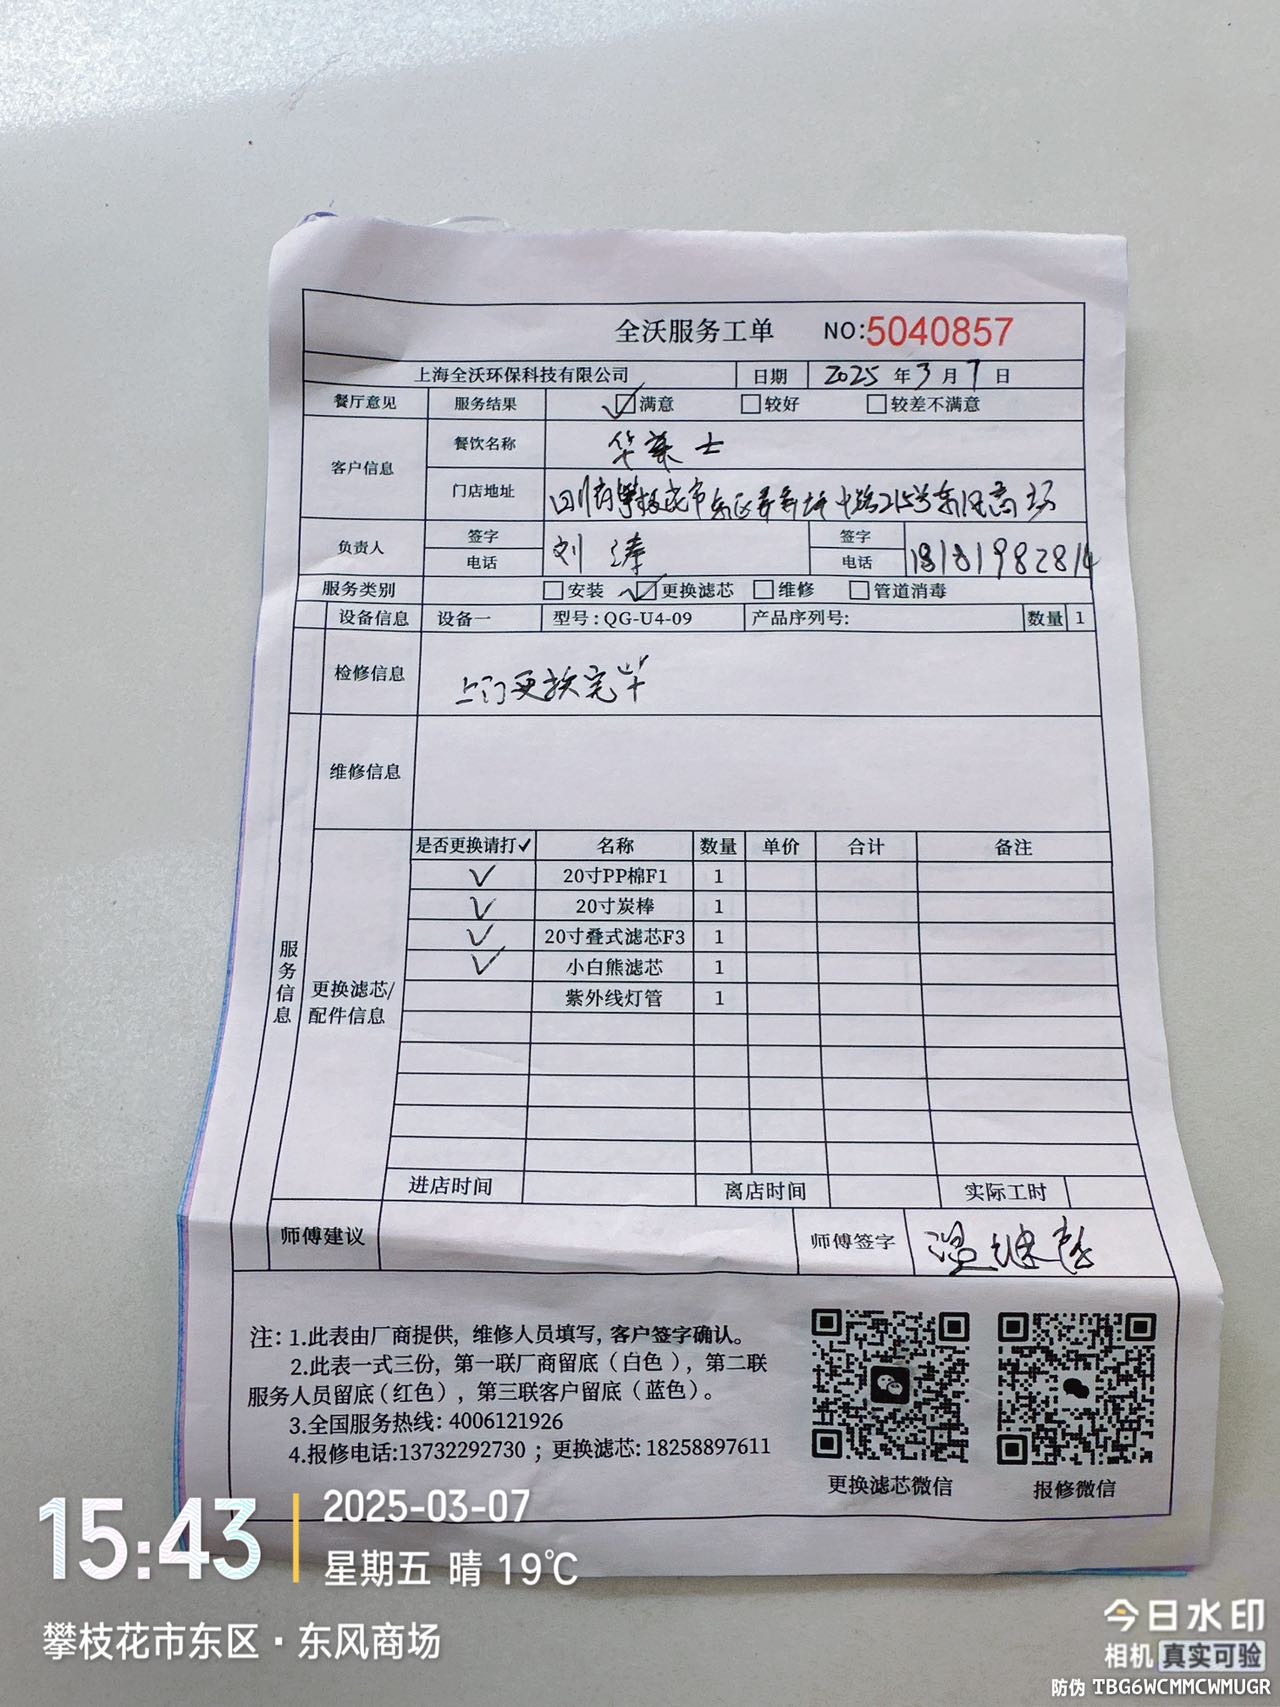 全沃服务工单 NO:5040857
上海全沃环保科技有限公司 日期 2025 年 3 月 7 日
餐厅意见 服务结果 ✓□满意 □较好 □较差不满意
客户信息 餐饮名称 华莱士
门店地址 四川省攀枝花市东区弄弄坪中路215号东风商场
负责人 签字 刘 签字
电话 电话 18181982814
服务类别 □安装 ✓□更换滤芯 □维修 □管道消毒
设备信息 设备一 型号:QG-U4-09 产品序列号: 数量 1
检修信息 上门更换完毕
维修信息
服务信息
更换滤芯/配件信息
是否更换请打✓ 名称 数量 单价 合计 备注
✓ 20寸PP棉F1 1
✓ 20寸炭棒 1
✓ 20寸叠式滤芯F3 1
✓ 小白熊滤芯 1
紫外线灯管 1
进店时间 离店时间 实际工时
师傅建议 师傅签字
注: 1.此表由厂商提供, 维修人员填写, 客户签字确认。
2.此表一式三份, 第一联厂商留底(白色), 第二联
服务人员留底(红色), 第三联客户留底(蓝色)。
3.全国服务热线: 4006121926
4.报修电话:13732292730 ; 更换滤芯: 18258897611
更换滤芯微信 报修微信
15:43 2025-03-07
星期五 晴 19℃
攀枝花市东区·东风商场
今日水印
相机 真实可验
防伪 TBG6WCMMCWMUGR